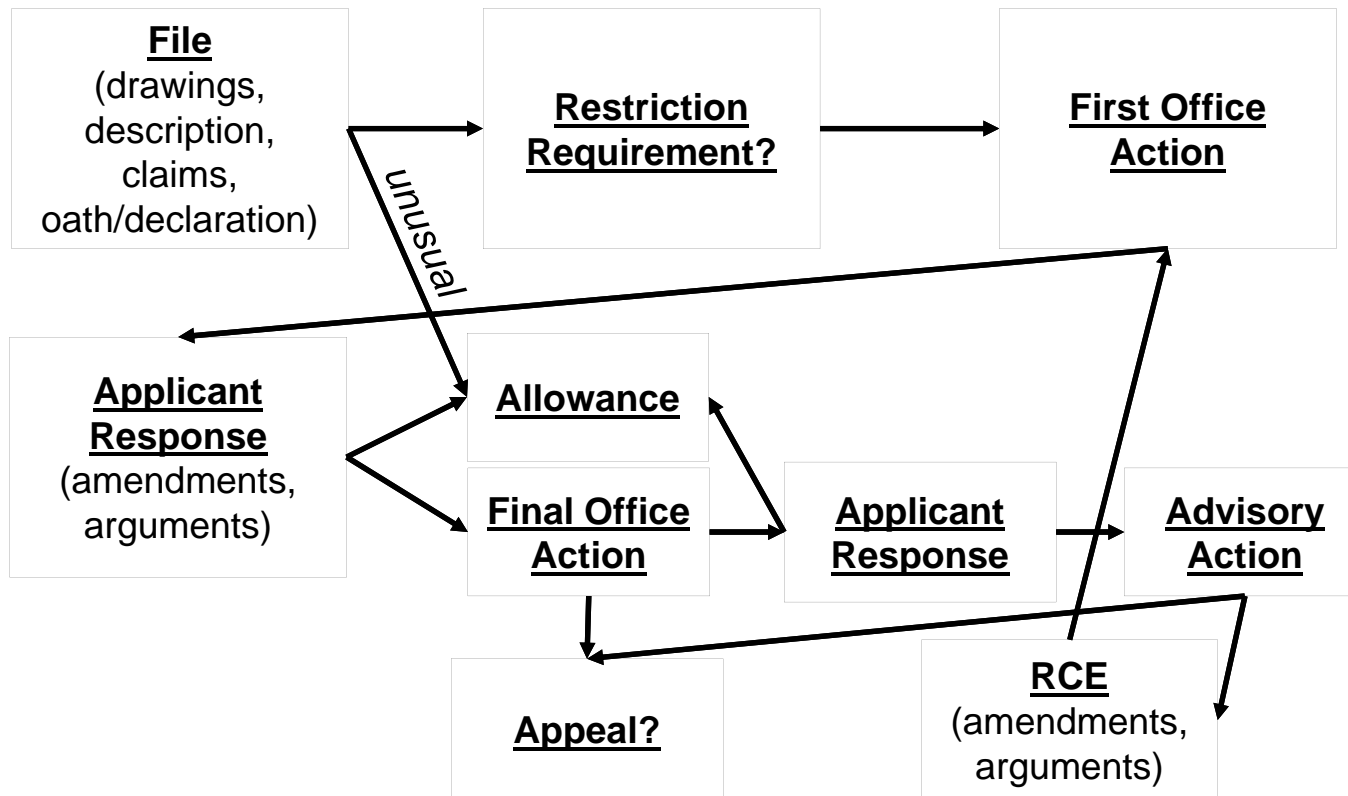 File
(drawings,
description,
claims,
oath/declaration)
Restriction
Requirement?
First Office
Action
unusual
Applicant
Response
(amendments,
arguments)
Allowance
Final Office
Action
Applicant
Response
Advisory
Action
Appeal?
RCE
(amendments,
arguments)